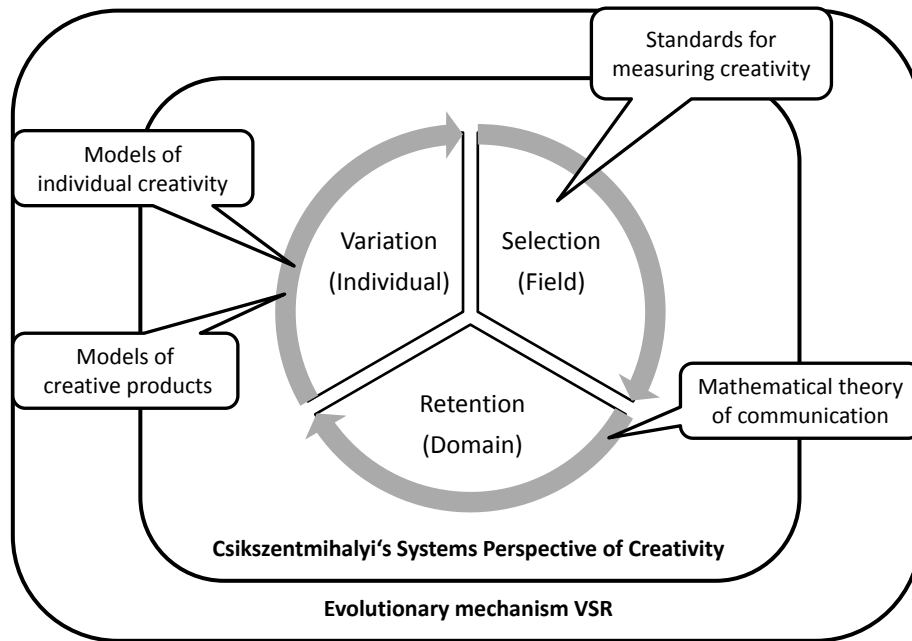 Standards for
measuring creativity
Models of
individual creativity
Variation
(Individual)
Selection
(Field)
Models of
creative products
Retention
(Domain)
Mathematical theory
of communication
Csikszentmihalyi‘s Systems Perspective of Creativity
Evolutionary mechanism VSR